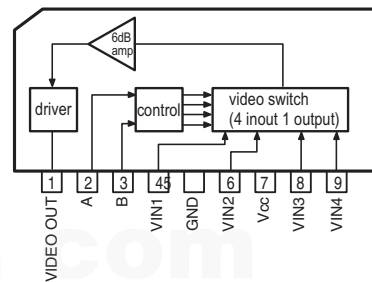 6dB
amp
driver
control
video switch
(4 inout 1 output)
1
2
3
45
6
7
8
9
VIDEO OUT
A
B
VIN1
GND
VIN2
Vcc
VIN3
VIN4
com